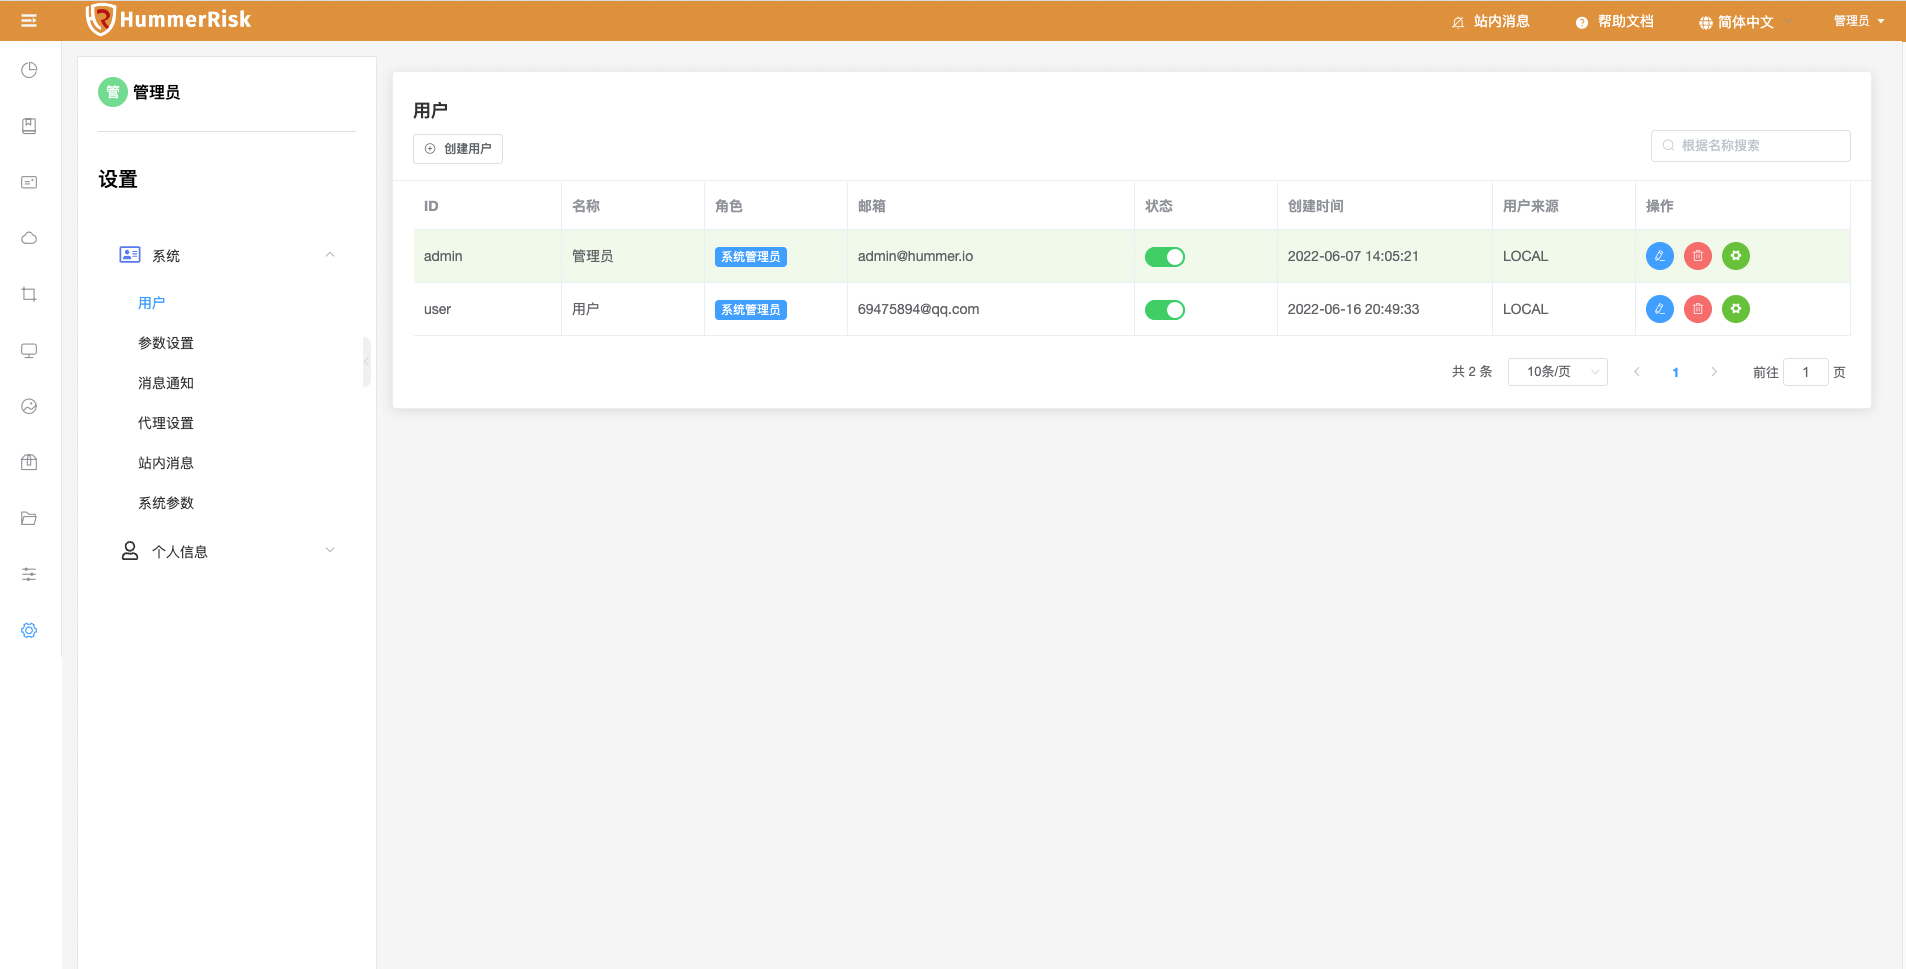 HummerRisk
站内消息
帮助文档
简体中文
管理员
管 管理员
设置
系统
用户
参数设置
消息通知
代理设置
站内消息
系统参数
个人信息
用户
创建用户
根据名称搜索
ID 名称 角色 邮箱 状态 创建时间 用户来源 操作
admin 管理员 系统管理员 admin@hummer.io 2022-06-07 14:05:21 LOCAL
user 用户 系统管理员 69475894@qq.com 2022-06-16 20:49:33 LOCAL
共 2 条 10条/页 1 前往 1 页